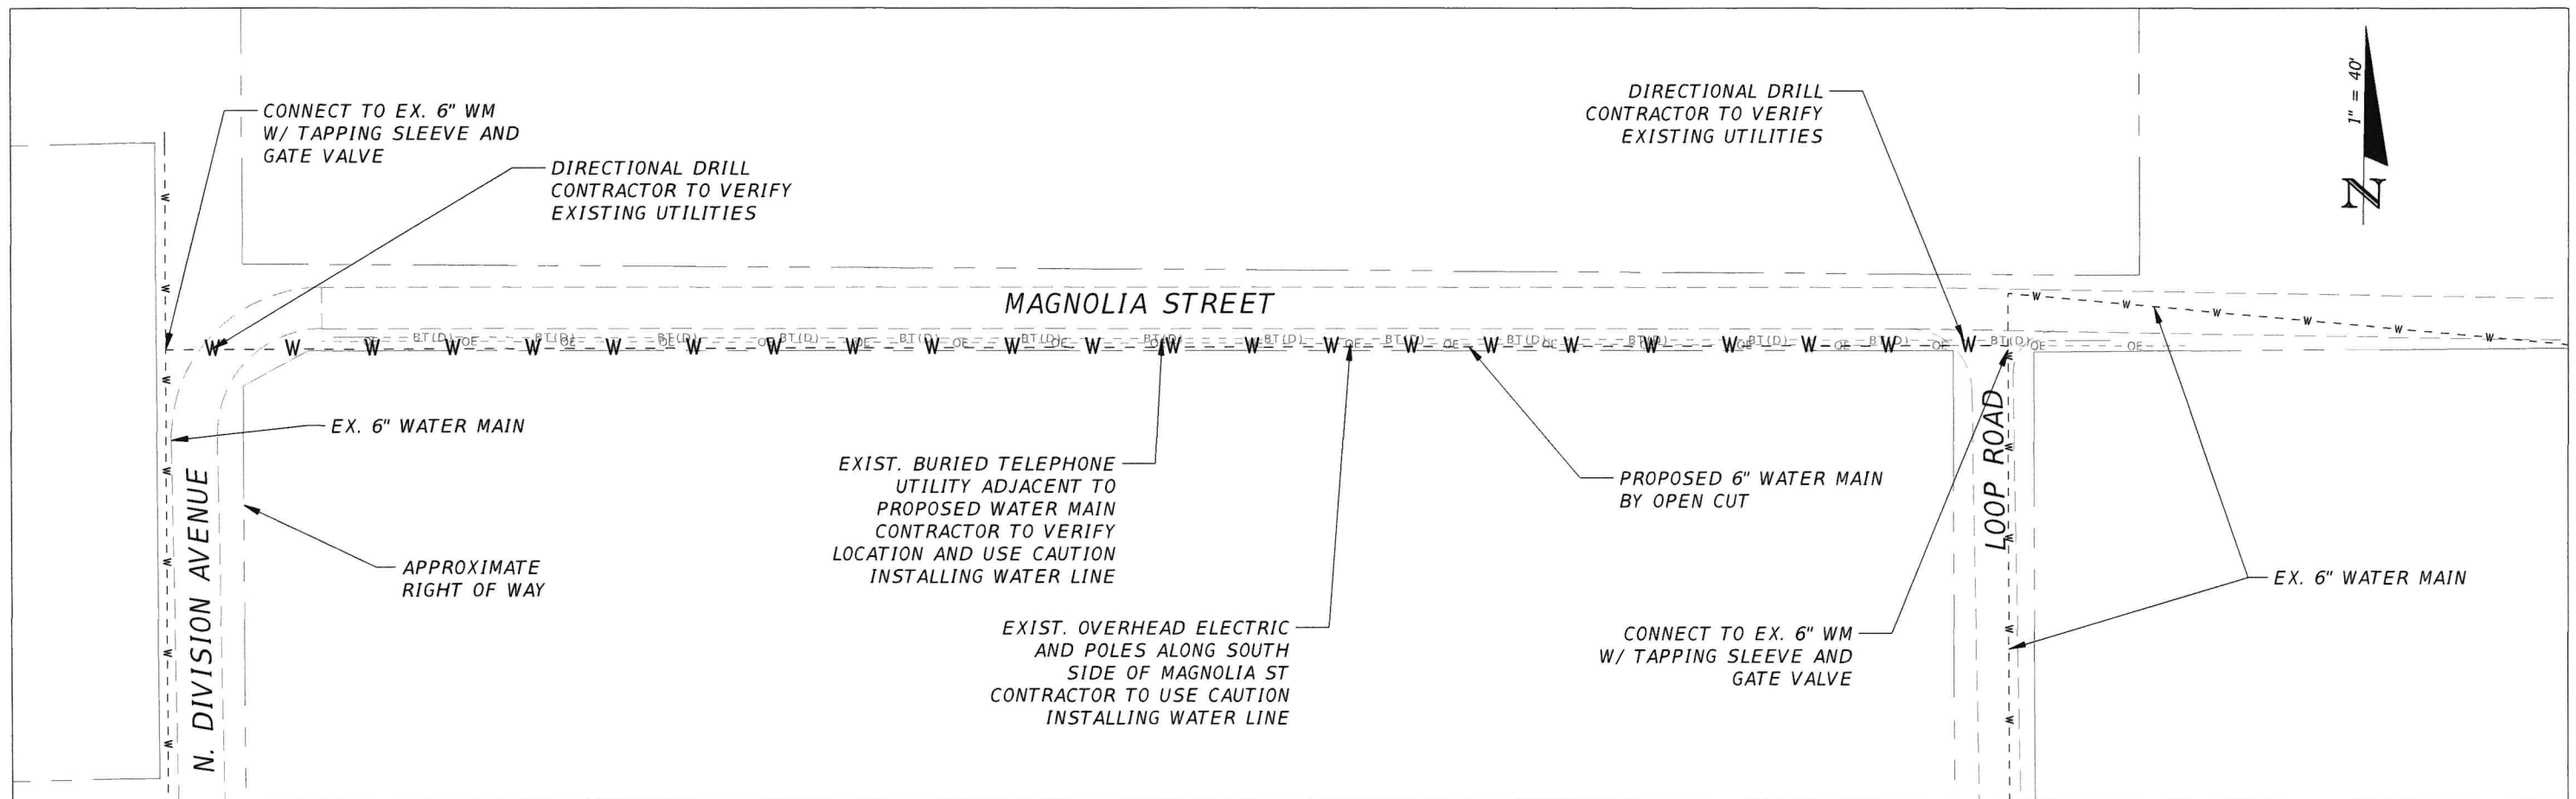 CONNECT TO EX. 6" WM
W/ TAPPING SLEEVE AND
GATE VALVE
DIRECTIONAL DRILL
CONTRACTOR TO VERIFY
EXISTING UTILITIES
DIRECTIONAL DRILL
CONTRACTOR TO VERIFY
EXISTING UTILITIES
1" = 40'
N
MAGNOLIA STREET
EX. 6" WATER MAIN
N. DIVISION AVENUE
APPROXIMATE
RIGHT OF WAY
EXIST. BURIED TELEPHONE
UTILITY ADJACENT TO
PROPOSED WATER MAIN
CONTRACTOR TO VERIFY
LOCATION AND USE CAUTION
INSTALLING WATER LINE
EXIST. OVERHEAD ELECTRIC
AND POLES ALONG SOUTH
SIDE OF MAGNOLIA ST
CONTRACTOR TO USE CAUTION
INSTALLING WATER LINE
PROPOSED 6" WATER MAIN
BY OPEN CUT
CONNECT TO EX. 6" WM
W/ TAPPING SLEEVE AND
GATE VALVE
LOOP ROAD
EX. 6" WATER MAIN